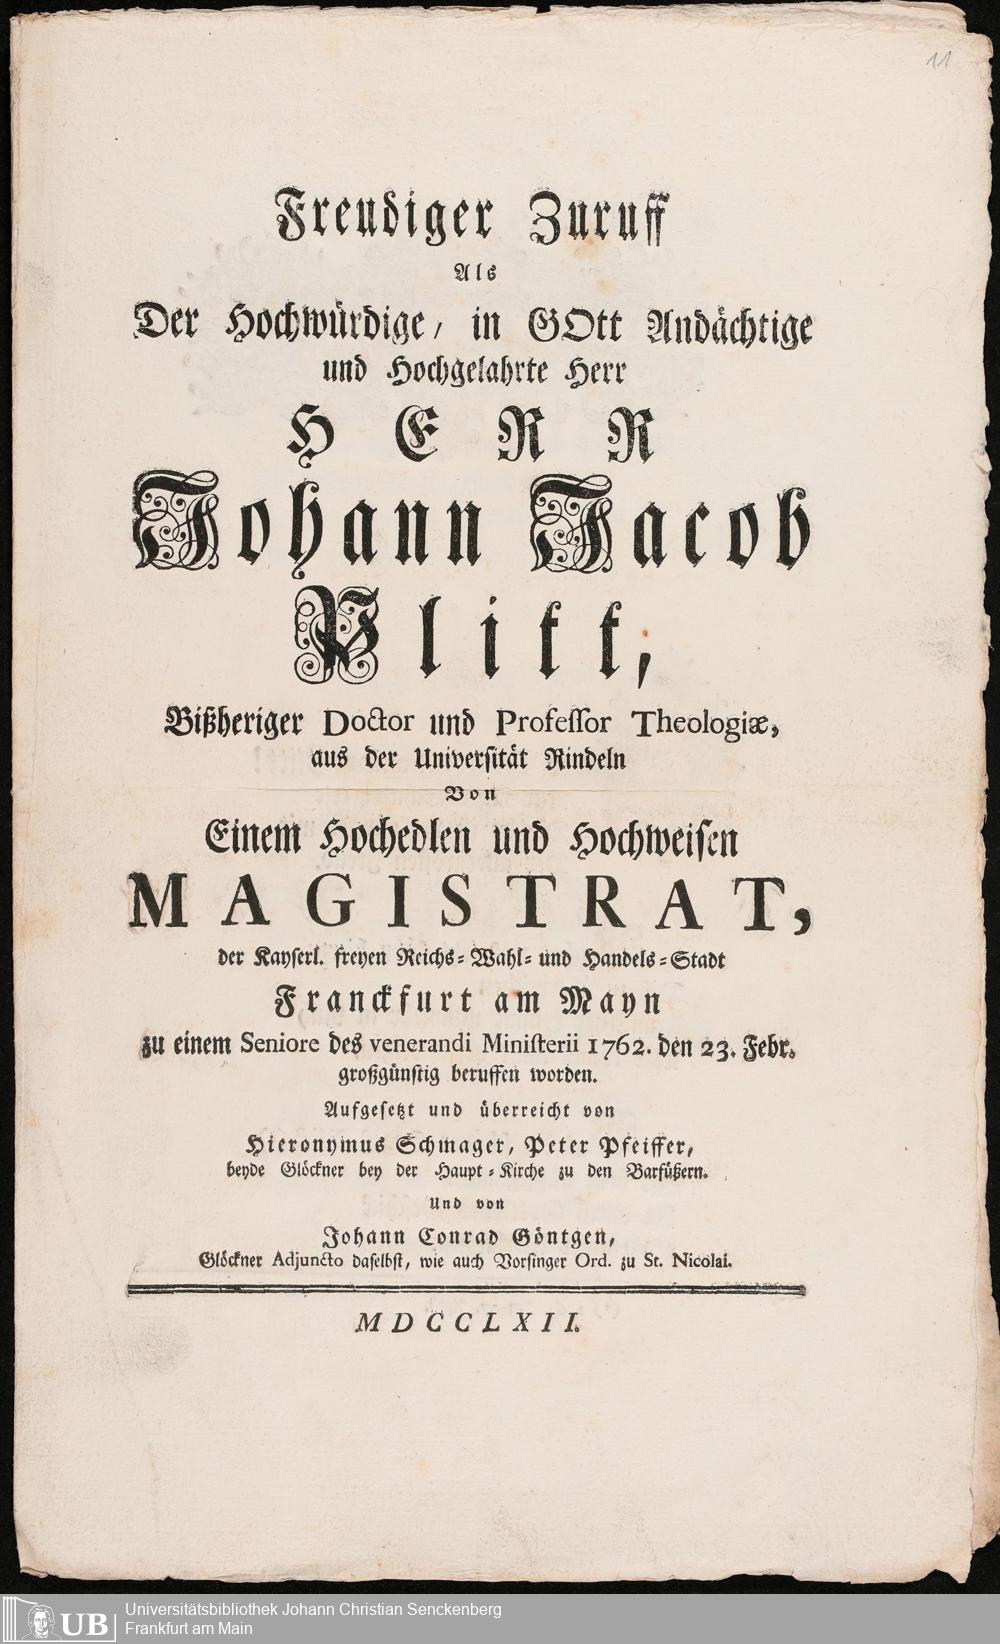 11
Freudiger Zuruff
Als
Der Hochwürdige, in GOtt Andächtige
und Hochgelahrte Herr
HERR
Johann Jacob
Plitt,
Bißheriger Doctor und Professor Theologiæ,
aus der Universität Rindeln
Von
Einem Hochedlen und Hochweisen
MAGISTRAT,
der Kayserl. freyen Reichs-Wahl-und Handels-Stadt
Franckfurt am Mayn
zu einem Seniore des venerandi Ministerii 1762. den 23. Febr.
großgünstig beruffen worden.
Aufgesetzt und überreicht von
Hieronymus Schmager, Peter Pfeiffer,
beyde Glöckner bey der Haupt-Kirche zu den Barfüßern.
Und von
Johann Conrad Göntgen,
Glöckner Adjuncto daselbst, wie auch Vorsinger Ord. zu St. Nicolai.
MDCCLXII.
UB
Universitätsbibliothek Johann Christian Senckenberg
Frankfurt am Main